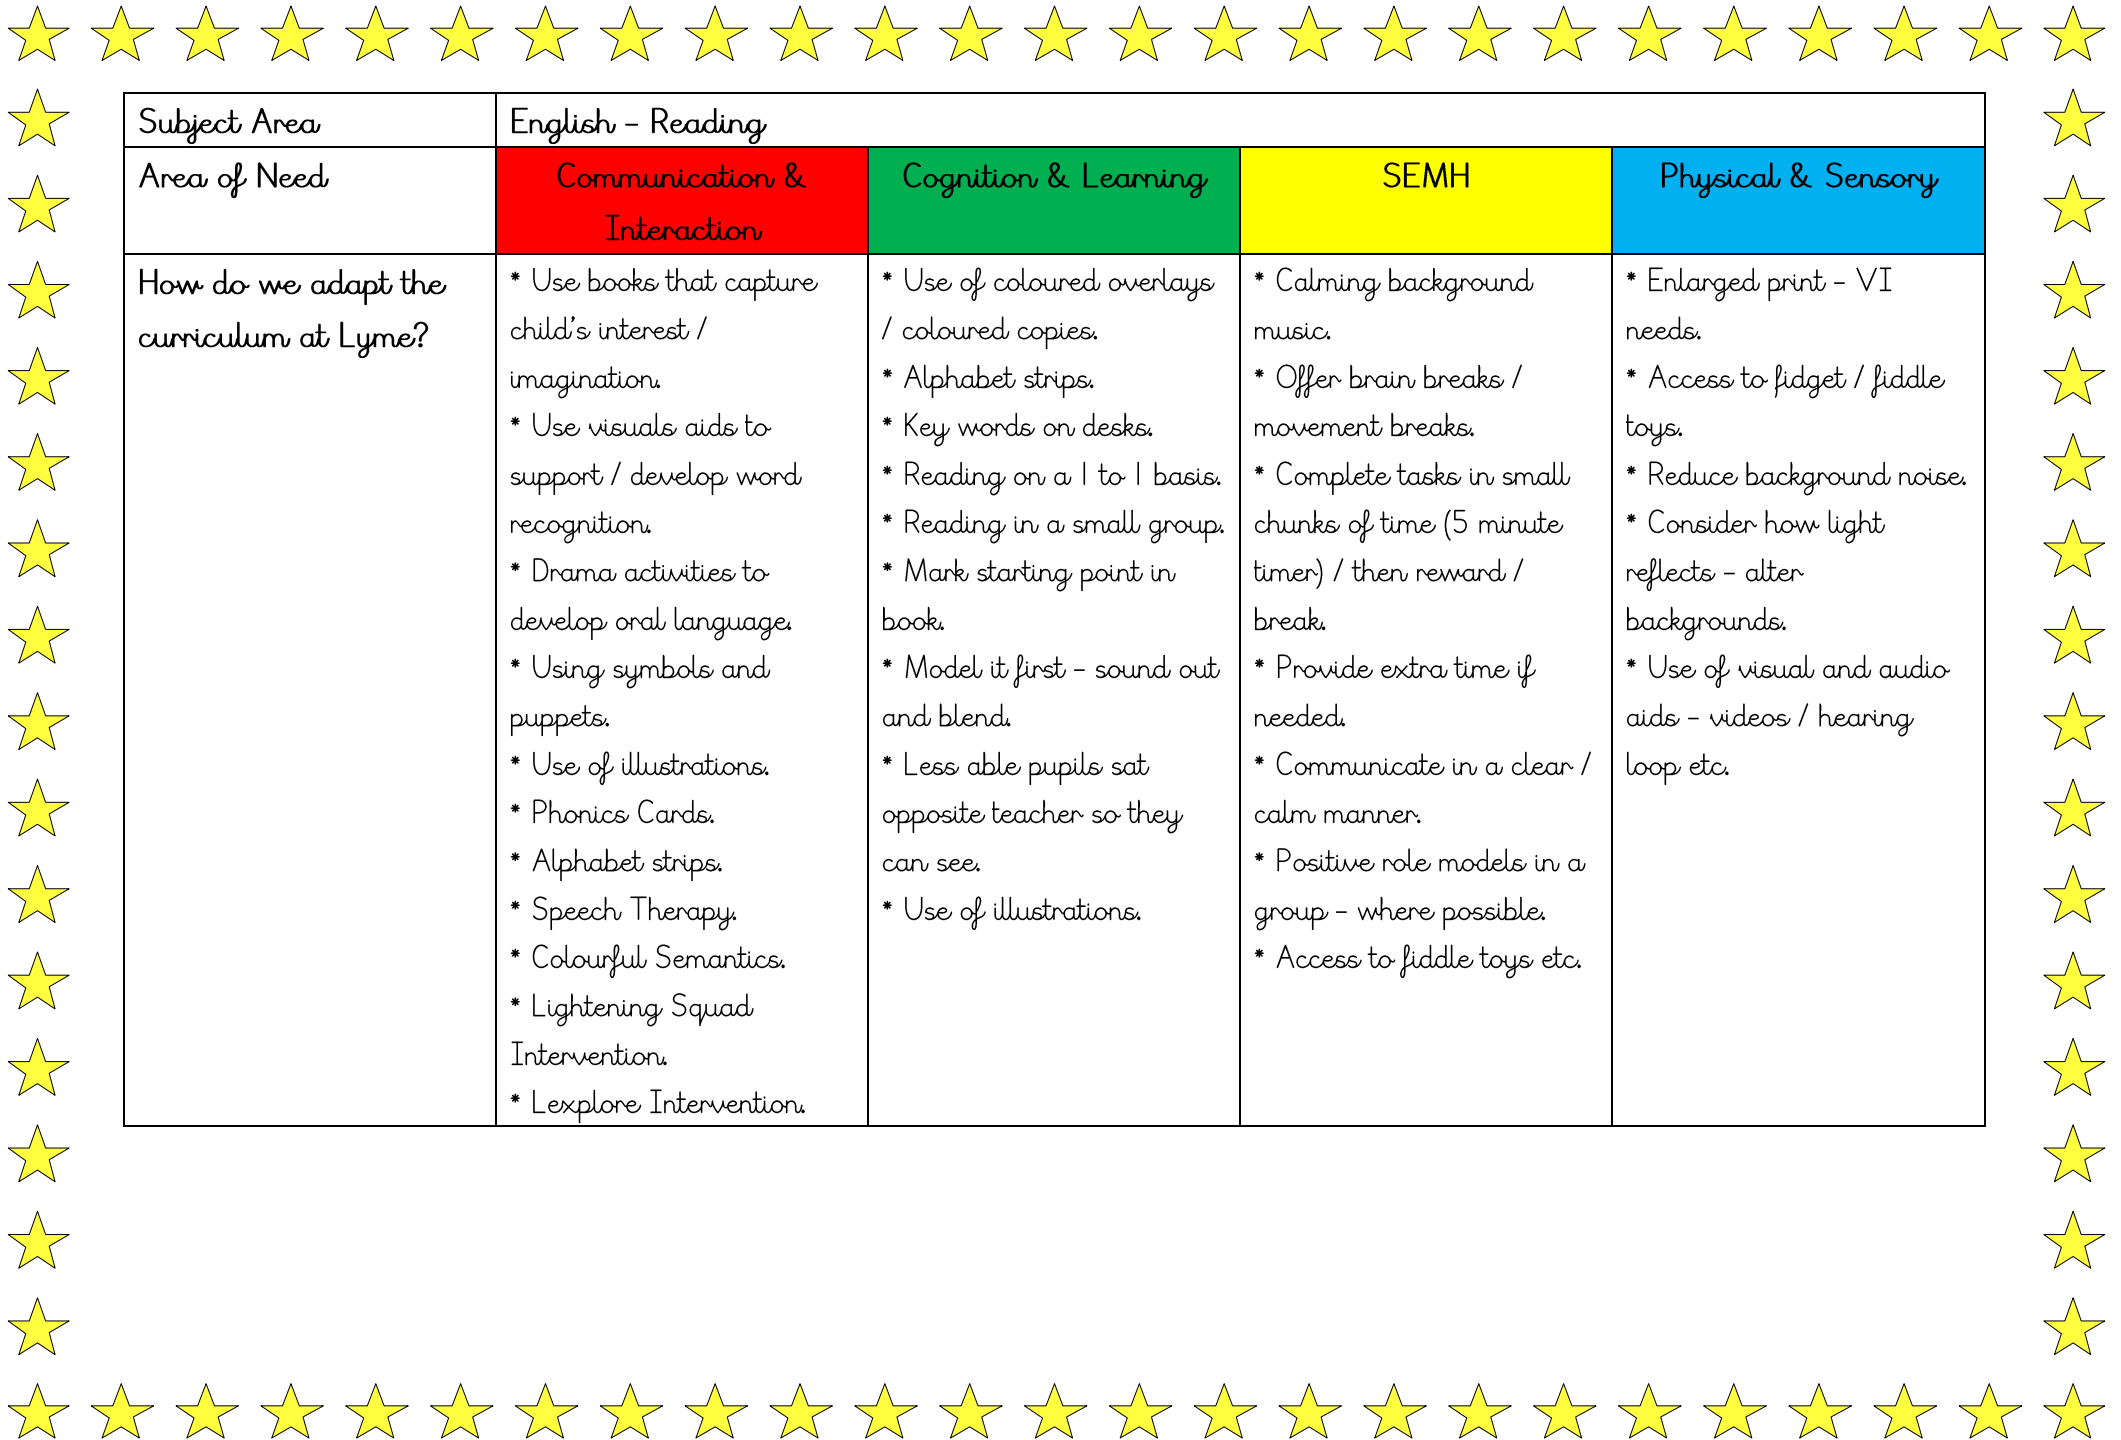 Subject Area
English – Reading
Area of Need
Communication &
Interaction
Cognition & Learning
SEMH
Physical & Sensory
How do we adapt the
curriculum at Lyme?
* Use books that capture
child's interest /
imagination.
* Use visuals aids to
support / develop word
recognition.
* Drama activities to
develop oral language.
* Using symbols and
puppets.
* Use of illustrations.
* Phonics Cards.
* Alphabet strips.
* Speech Therapy.
* Colourful Semantics.
* Lightening Squad
Intervention.
* Lexplore Intervention.
* Use of coloured overlays
/ coloured copies.
* Alphabet strips.
* Key words on desks.
* Reading on a 1 to 1 basis.
* Reading in a small group.
* Mark starting point in
book.
* Model it first – sound out
and blend.
* Less able pupils sat
opposite teacher so they
can see.
* Use of illustrations.
* Calming background
music.
* Offer brain breaks /
movement breaks.
* Complete tasks in small
chunks of time (5 minute
timer) / then reward /
break.
* Provide extra time if
needed.
* Communicate in a clear /
calm manner.
* Positive role models in a
group – where possible.
* Access to fiddle toys etc.
* Enlarged print – VI
needs.
* Access to fidget / fiddle
toys.
* Reduce background noise.
* Consider how light
reflects – alter
backgrounds.
* Use of visual and audio
aids – videos / hearing
loop etc.